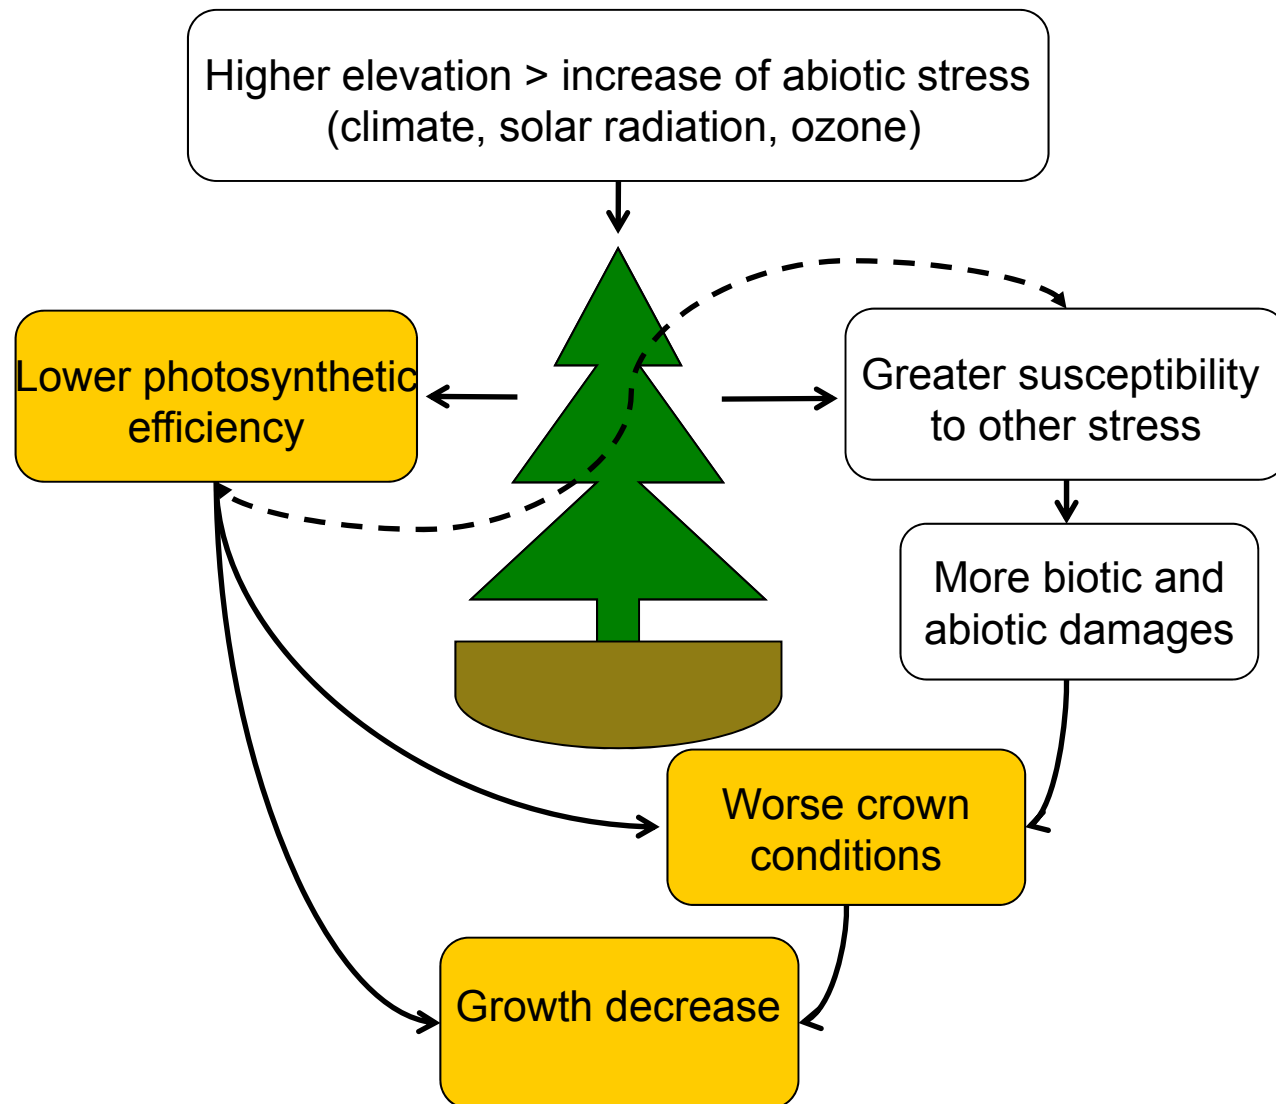 Higher elevation > increase of abiotic stress
(climate, solar radiation, ozone)
Lower photosynthetic
efficiency
Greater susceptibility
to other stress
More biotic and
abiotic damages
Worse crown
conditions
Growth decrease